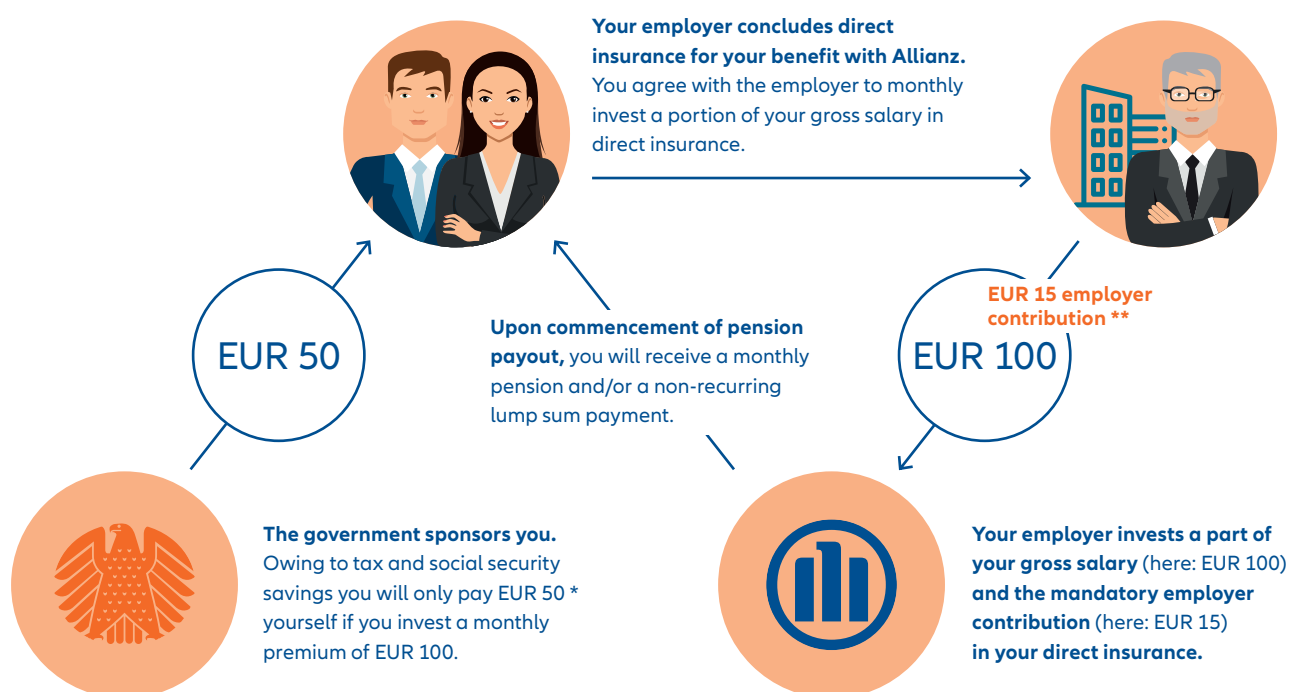 Your employer concludes direct
insurance for your benefit with Allianz.
You agree with the employer to monthly
invest a portion of your gross salary in
direct insurance.
EUR 50
Upon commencement of pension
payout, you will receive a monthly
pension and/or a non-recurring
lump sum payment.
EUR 15 employer
contribution **
EUR 100
The government sponsors you.
Owing to tax and social security
savings you will only pay EUR 50 *
yourself if you invest a monthly
premium of EUR 100.
Your employer invests a part of
your gross salary (here: EUR 100)
and the mandatory employer
contribution (here: EUR 15)
in your direct insurance.